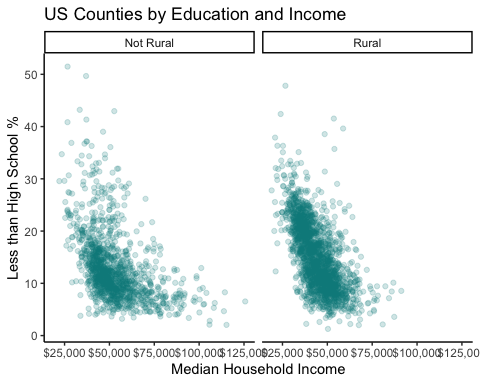 US Counties by Education and Income
Not Rural
Rural
50
40
30
20
10
0
Less than High School %
$25,000 $50,000 $75,000 $100,000 $125,000 $25,000 $50,000 $75,000 $100,000 $125,00
Median Household Income